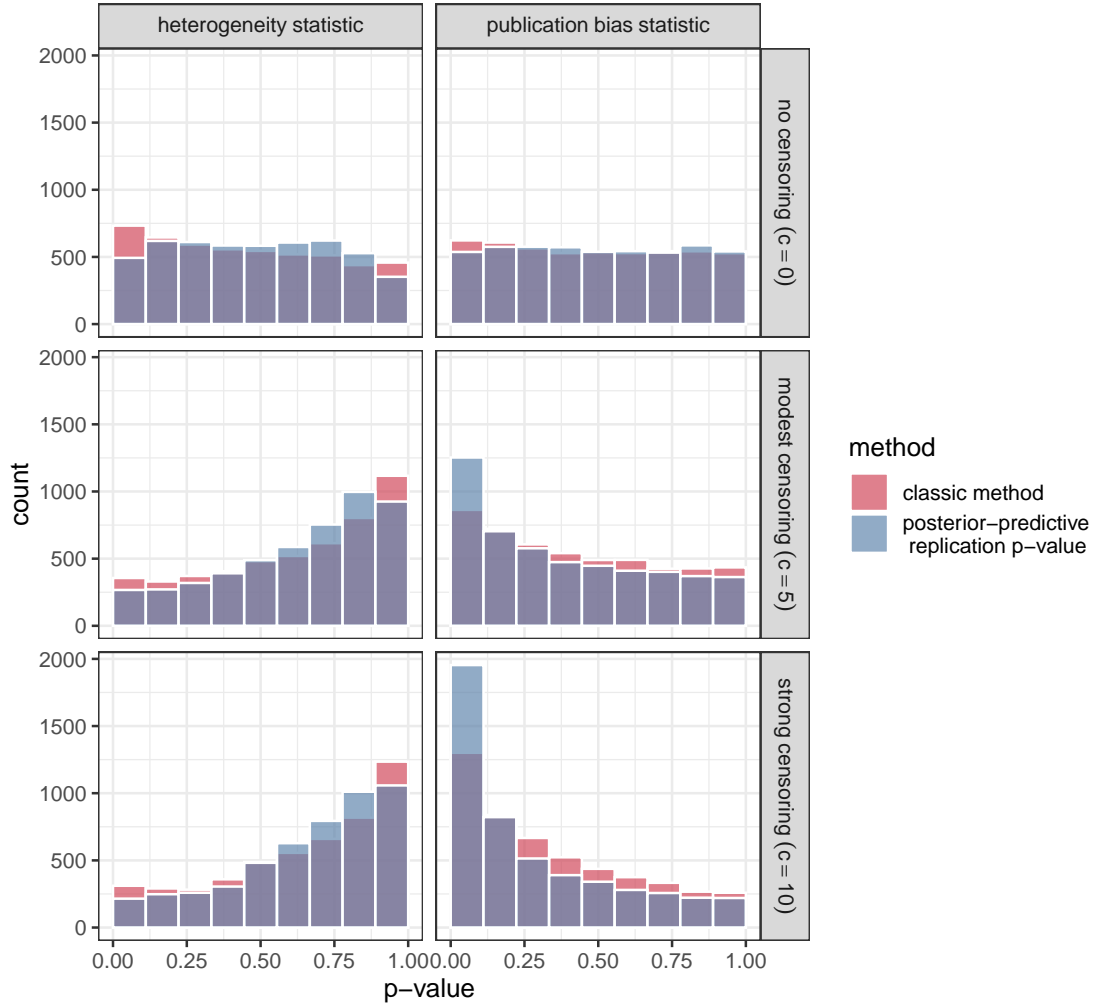 heterogeneity statistic
publication bias statistic
2000
1500
1000
500
0
no censoring (c = 0)
2000
1500
1000
500
0
modest censoring (c = 5)
2000
1500
1000
500
0
strong censoring (c = 10)
0.00
0.25
0.50
0.75
1.00
0.00
0.25
0.50
0.75
1.00
p−value
count
method
classic method
posterior−predictive
replication p−value